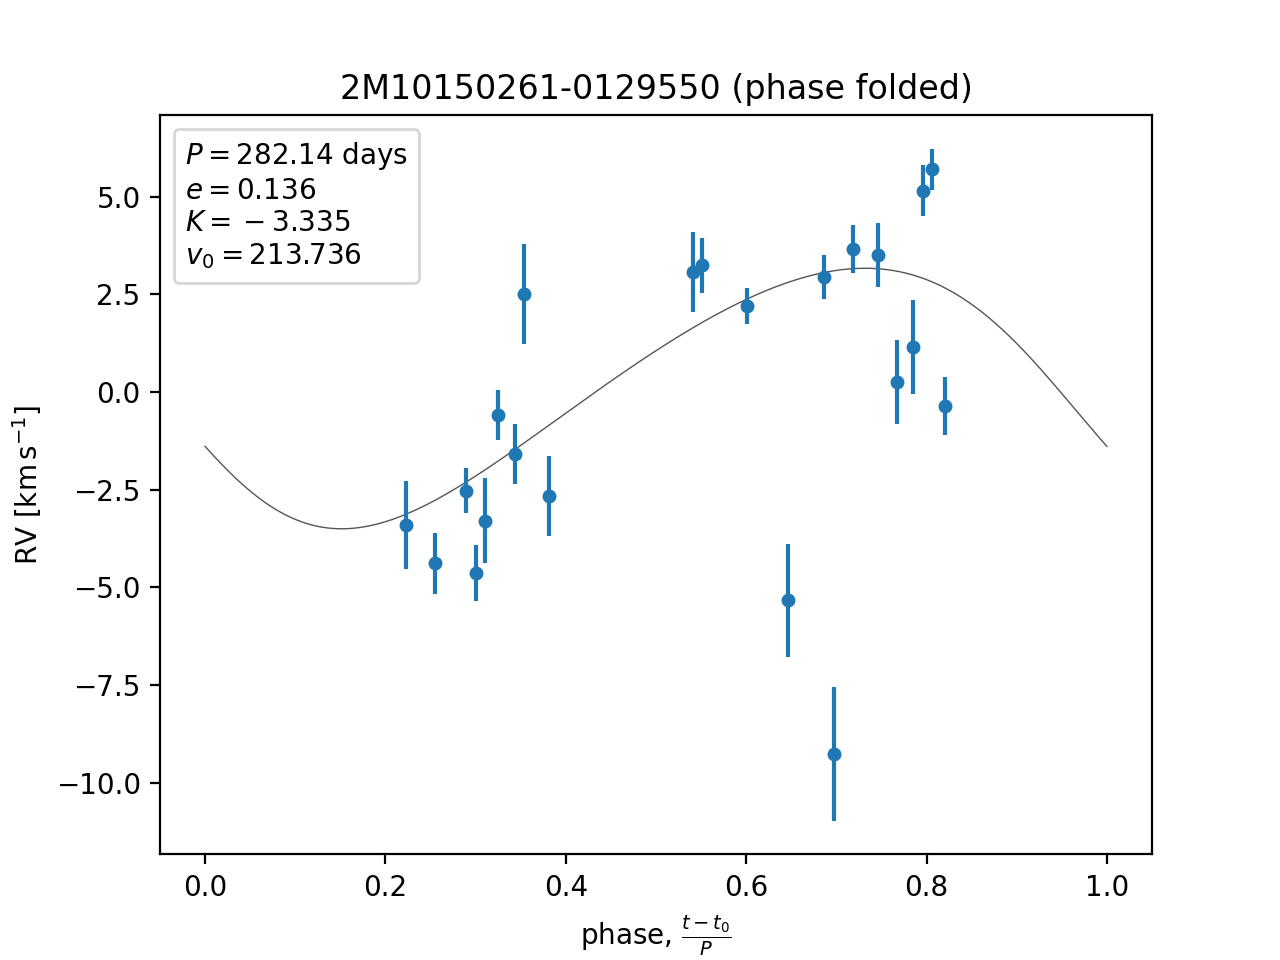 2M10150261-0129550 (phase folded)
P = 282.14 days
e = 0.136
K = −3.335
v₀ = 213.736
RV [km s⁻¹]
5.0
2.5
0.0
−2.5
−5.0
−7.5
−10.0
0.0 0.2 0.4 0.6 0.8 1.0
phase, (t − t₀)/P